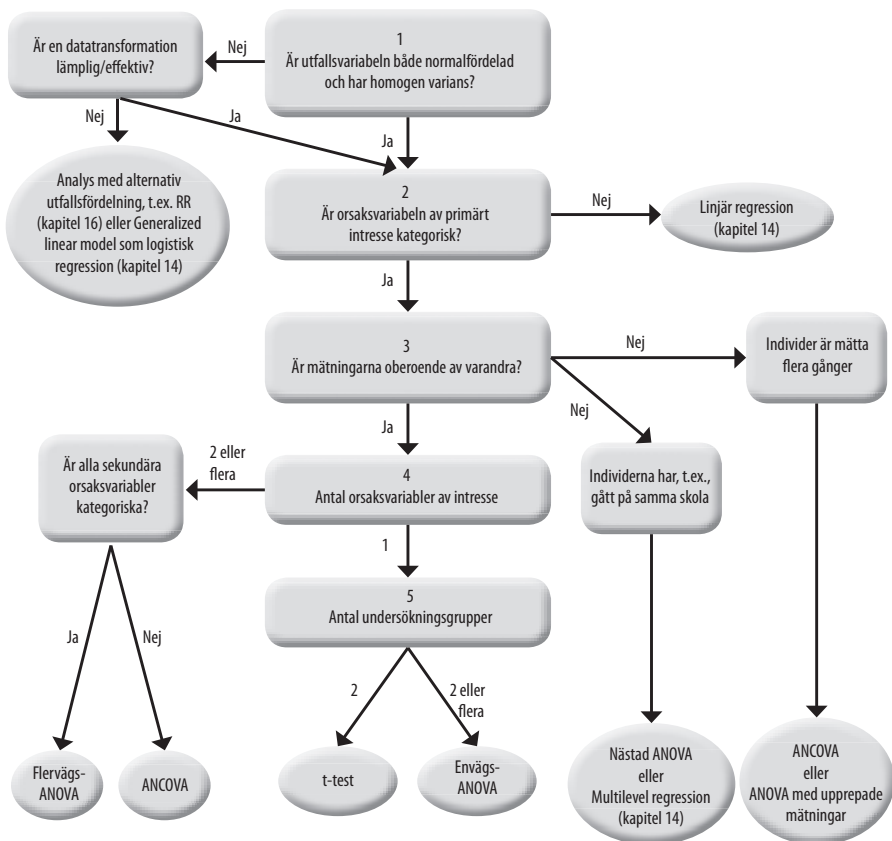 Är en datatransformation
lämplig/effektiv?
Nej
1
Är utfallsvariabeln både normalfördelad
och har homogen varians?
Nej
Ja
Ja
Analys med alternativ
utfallsfördelning, t.ex. RR
(kapitel 16) eller Generalized
linear model som logistisk
regression (kapitel 14)
2
Är orsaksvariabeln av primärt
intresse kategorisk?
Nej
Linjär regression
(kapitel 14)
Ja
3
Är mätningarna oberoende av varandra?
Nej
Individer är mätta
flera gånger
Nej
Ja
Är alla sekundära
orsaksvariabler
kategoriska?
2 eller
flera
4
Antal orsaksvariabler av intresse
Individerna har, t.ex.,
gått på samma skola
1
5
Antal undersökningsgrupper
Ja
Nej
2
2 eller
flera
Flervägs-
ANOVA
ANCOVA
t-test
Envägs-
ANOVA
Nästad ANOVA
eller
Multilevel regression
(kapitel 14)
ANCOVA
eller
ANOVA med upprepade
mätningar